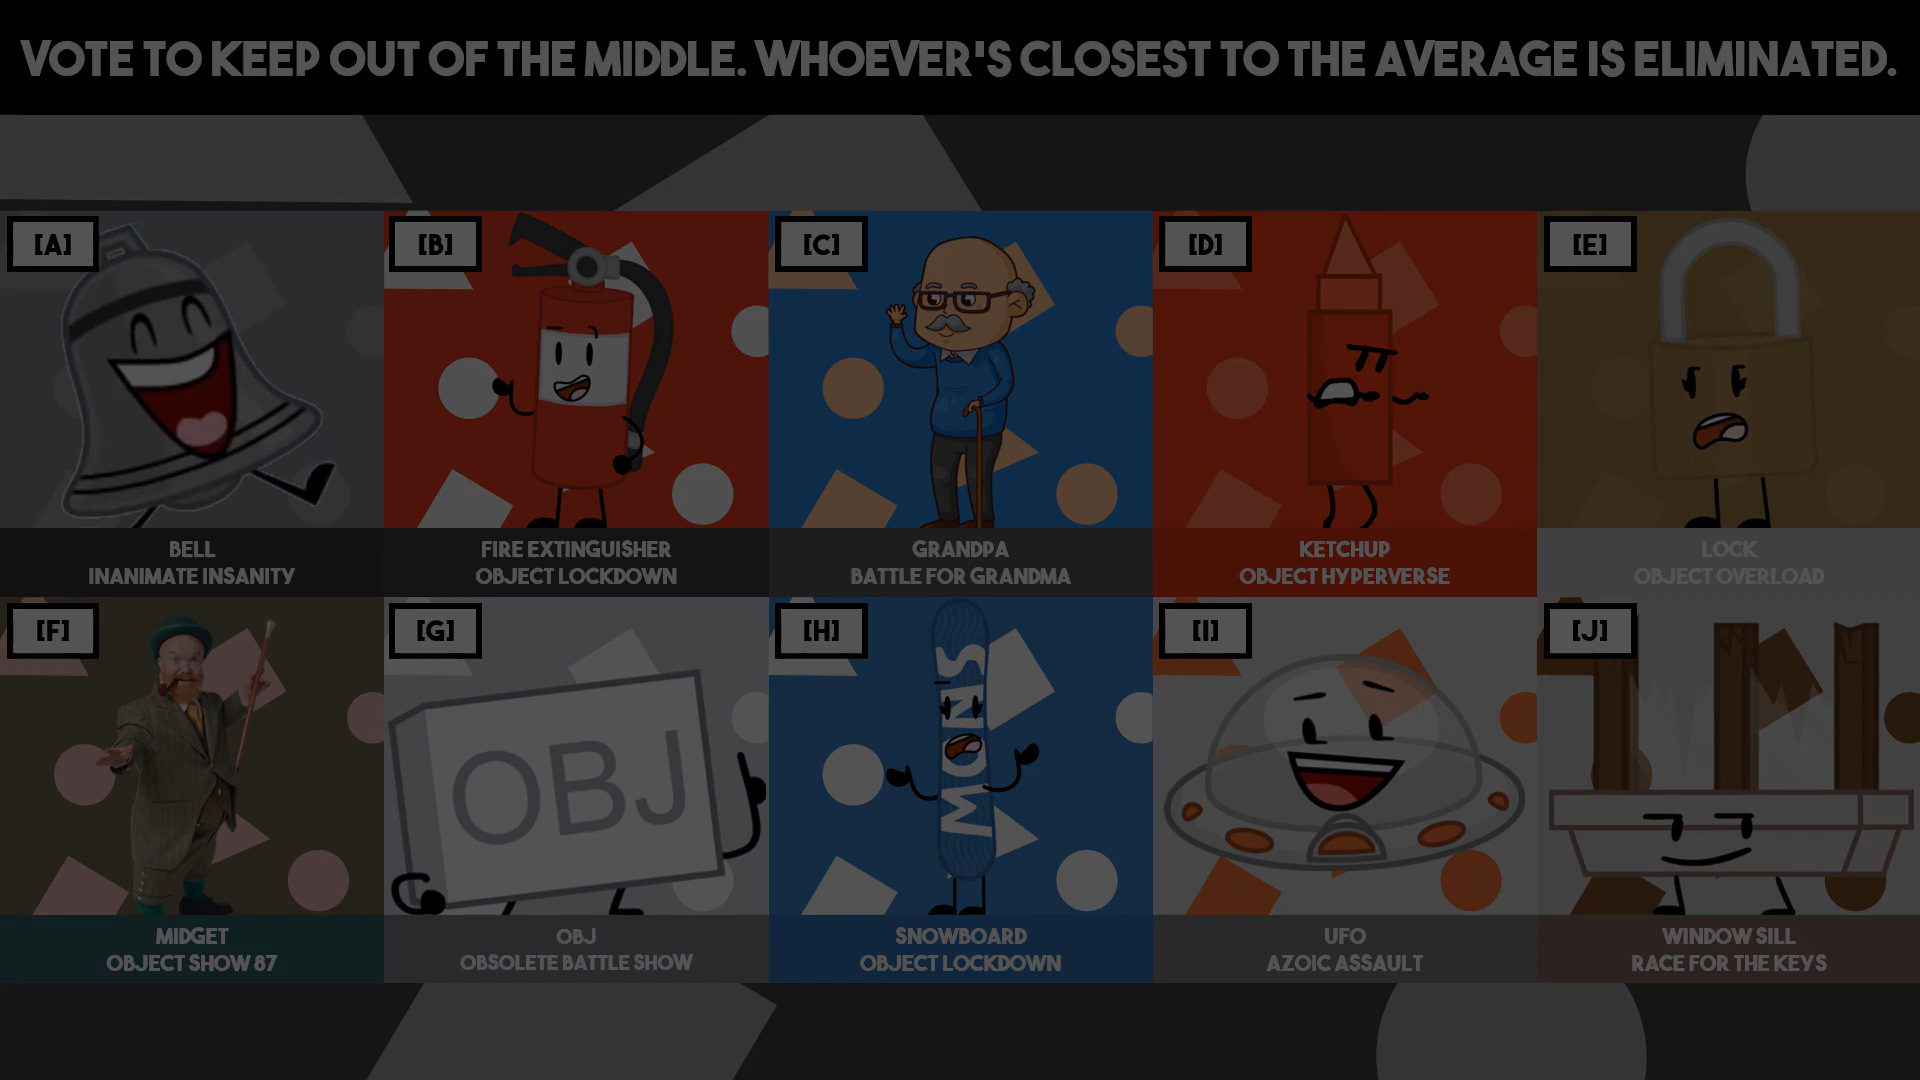 VOTE TO KEEP OUT OF THE MIDDLE. WHOEVER'S CLOSEST TO THE AVERAGE IS ELIMINATED.
[A]
[B]
[C]
[D]
[E]
BELL
INANIMATE INSANITY
FIRE EXTINGUISHER
OBJECT LOCKDOWN
GRANDPA
BATTLE FOR GRANDMA
KETCHUP
OBJECT HYPERVERSE
LOCK
OBJECT OVERLOAD
[F]
[G]
[H]
[I]
[J]
OBJ
MONS
MIDGET
OBJECT SHOW 87
OBJ
OBSOLETE BATTLE SHOW
SNOWBOARD
OBJECT LOCKDOWN
UFO
AZOIC ASSAULT
WINDOW SILL
RACE FOR THE KEYS